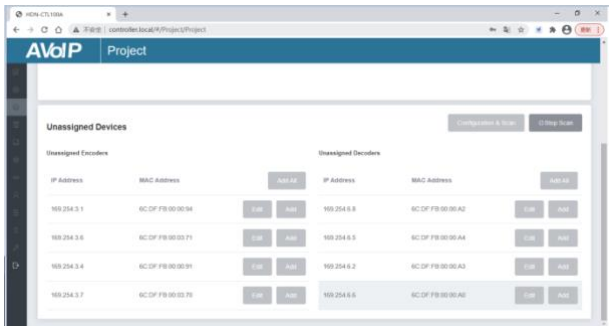 HDN-CTL100A
controller.local/#/Project/Project
AVoIP Project
Unassigned Devices
Configuration & Scan
Stop Scan
Unassigned Encoders
Unassigned Decoders
IP Address MAC Address Add All IP Address MAC Address Add All
169.254.3.1 6C:DF:FB:00:00:94 Edit Add 169.254.6.8 6C:DF:FB:00:00:A2 Edit Add
169.254.3.6 6C:DF:FB:00:03:71 Edit Add 169.254.6.5 6C:DF:FB:00:00:A4 Edit Add
169.254.3.4 6C:DF:FB:00:00:91 Edit Add 169.254.6.2 6C:DF:FB:00:00:A3 Edit Add
169.254.3.7 6C:DF:FB:00:03:70 Edit Add 169.254.6.6 6C:DF:FB:00:00:A0 Edit Add